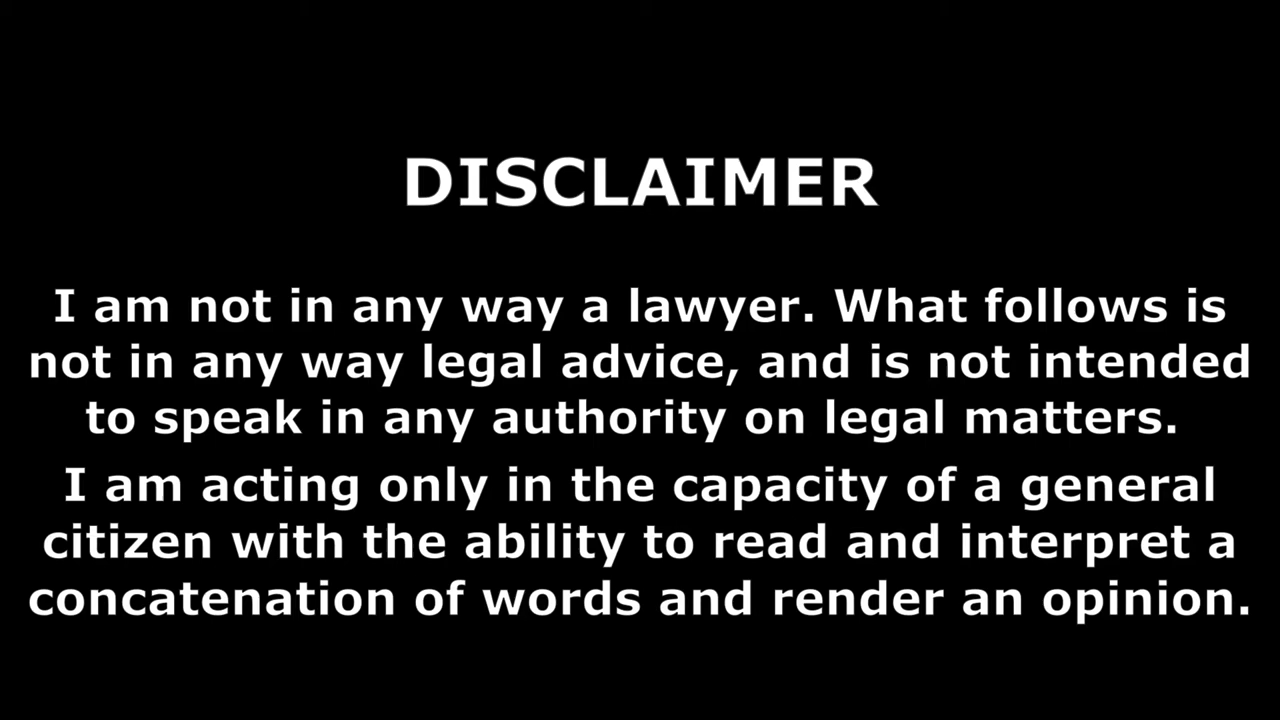 DISCLAIMER
I am not in any way a lawyer. What follows is
not in any way legal advice, and is not intended
to speak in any authority on legal matters.
I am acting only in the capacity of a general
citizen with the ability to read and interpret a
concatenation of words and render an opinion.